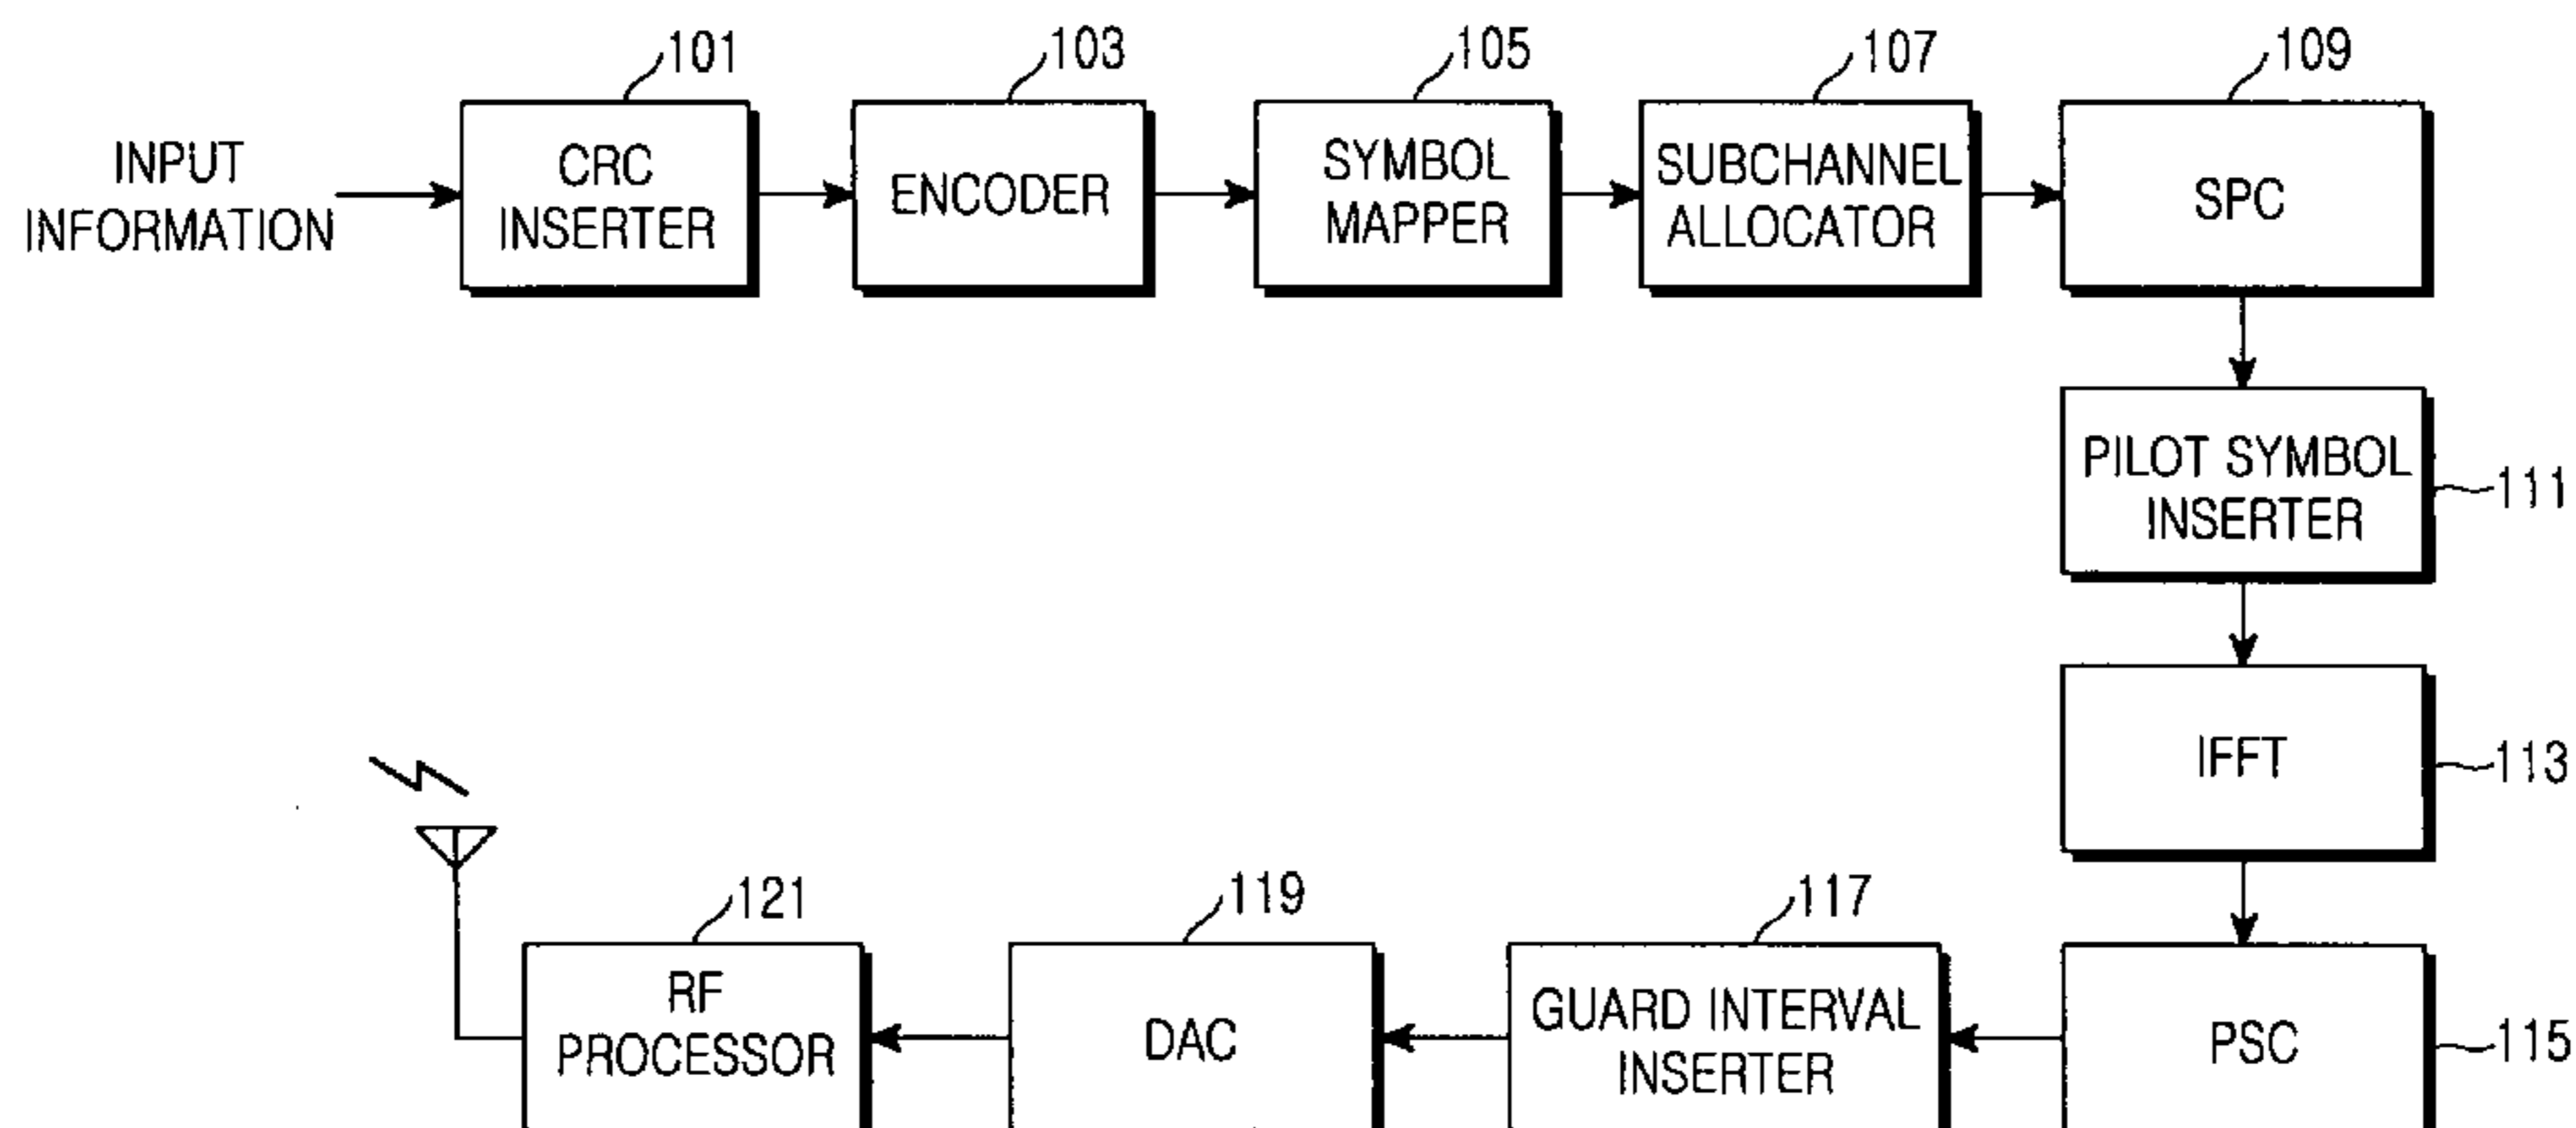 101
103
105
107
109
INPUT
INFORMATION
CRC
INSERTER
ENCODER
SYMBOL
MAPPER
SUBCHANNEL
ALLOCATOR
SPC
PILOT SYMBOL
INSERTER
111
IFFT
113
121
119
117
RF
PROCESSOR
DAC
GUARD INTERVAL
INSERTER
PSC
115